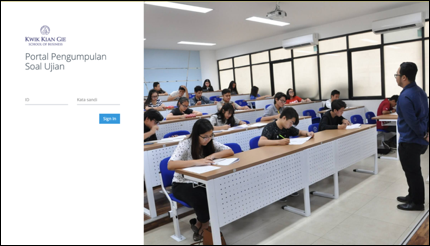 KWIK KIAN GIE
SCHOOL OF BUSINESS
Portal Pengumpulan
Soal Ujian
ID
Kata sandi
Sign in